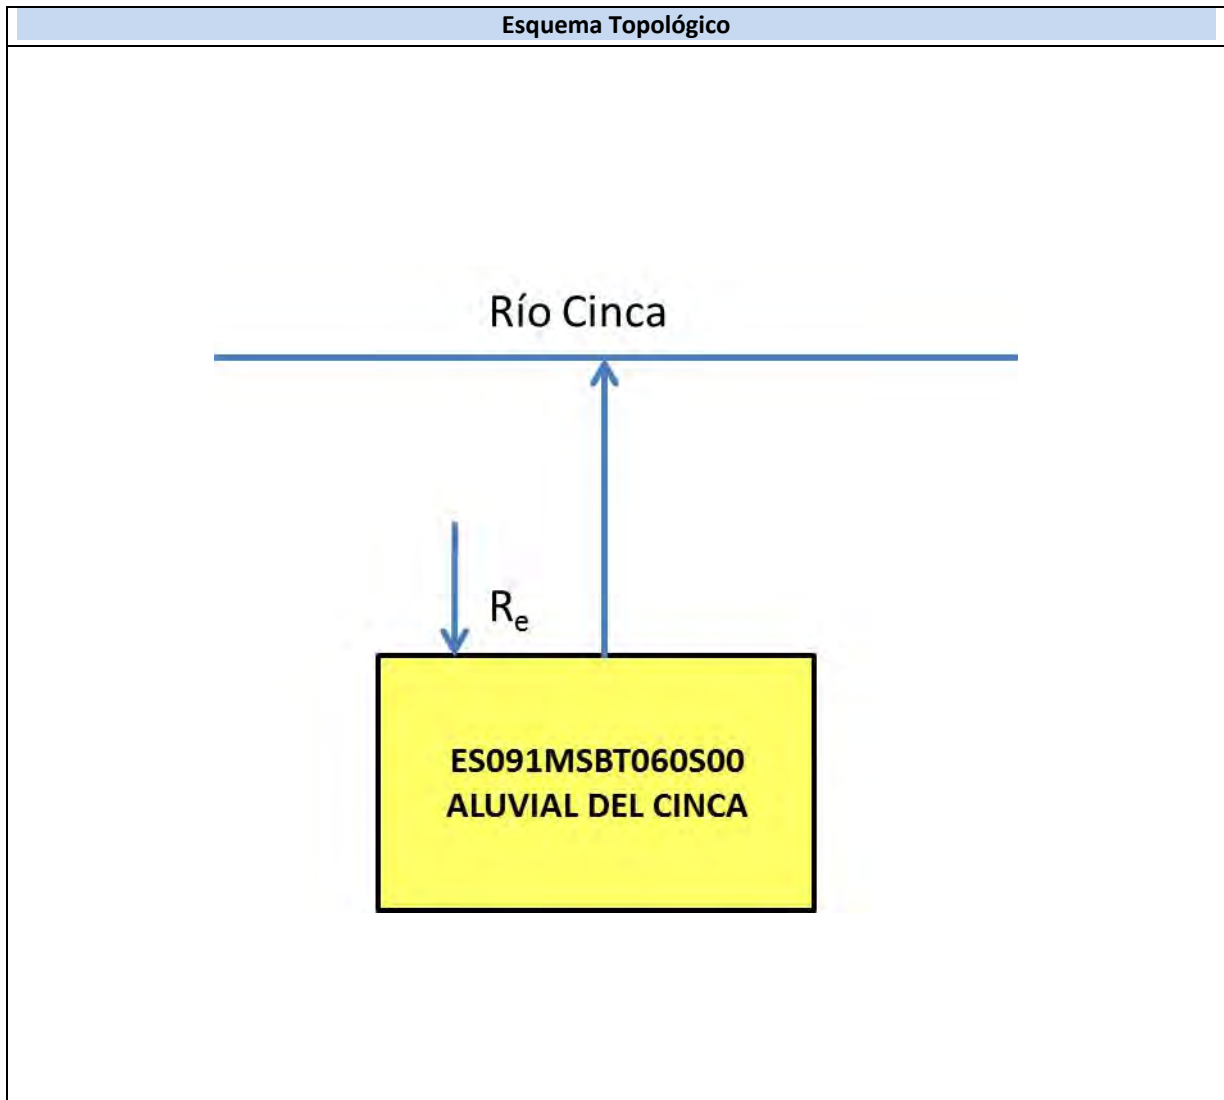 Esquema Topológico
Río Cinca
Re
ES091MSBT060S00
ALUVIAL DEL CINCA